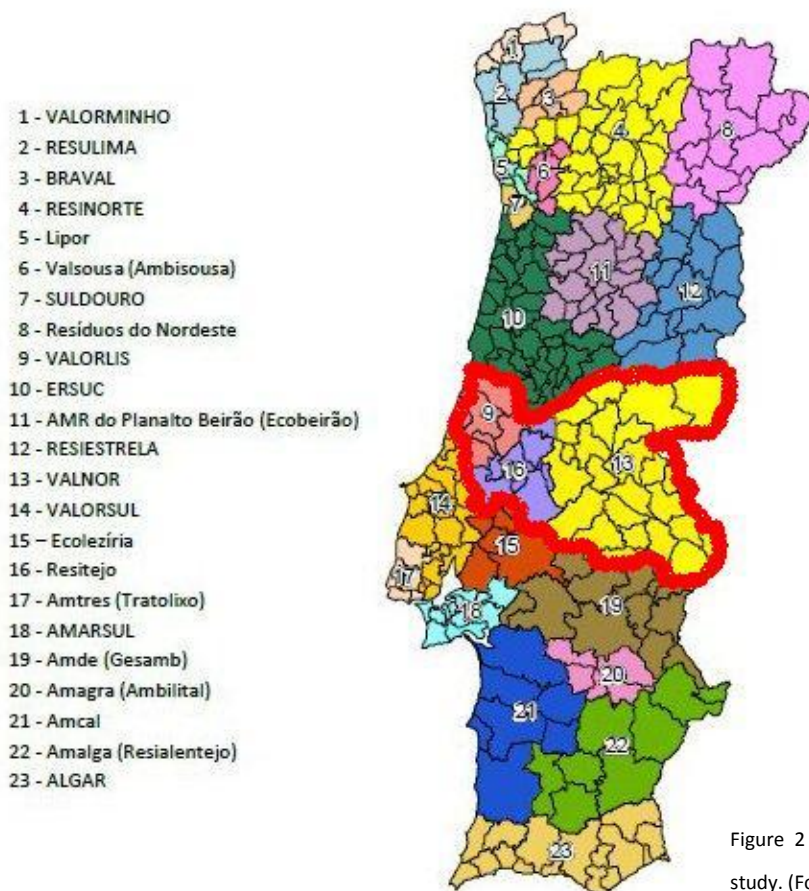 1 - VALORMINHO
2 - RESULIMA
3 - BRAVAL
4 - RESINORTE
5 - Lipor
6 - Valsousa (Ambisousa)
7 - SULDOURO
8 - Resíduos do Nordeste
9 - VALORLIS
10 - ERSUC
11 - AMR do Planalto Beirão (Ecobeirão)
12 - RESIESTRELA
13 - VALNOR
14 - VALORSUL
15 – Ecolezíria
16 - Resitejo
17 - Amtres (Tratolixo)
18 - AMARSUL
19 - Amde (Gesamb)
20 - Amagra (Ambilital)
21 - Amcal
22 - Amalga (Resialentejo)
23 - ALGAR
1
2
3
4
5
6
7
8
10
11
12
9
16
13
14
15
17
18
19
20
21
22
23
Figure 2
study. (Fo